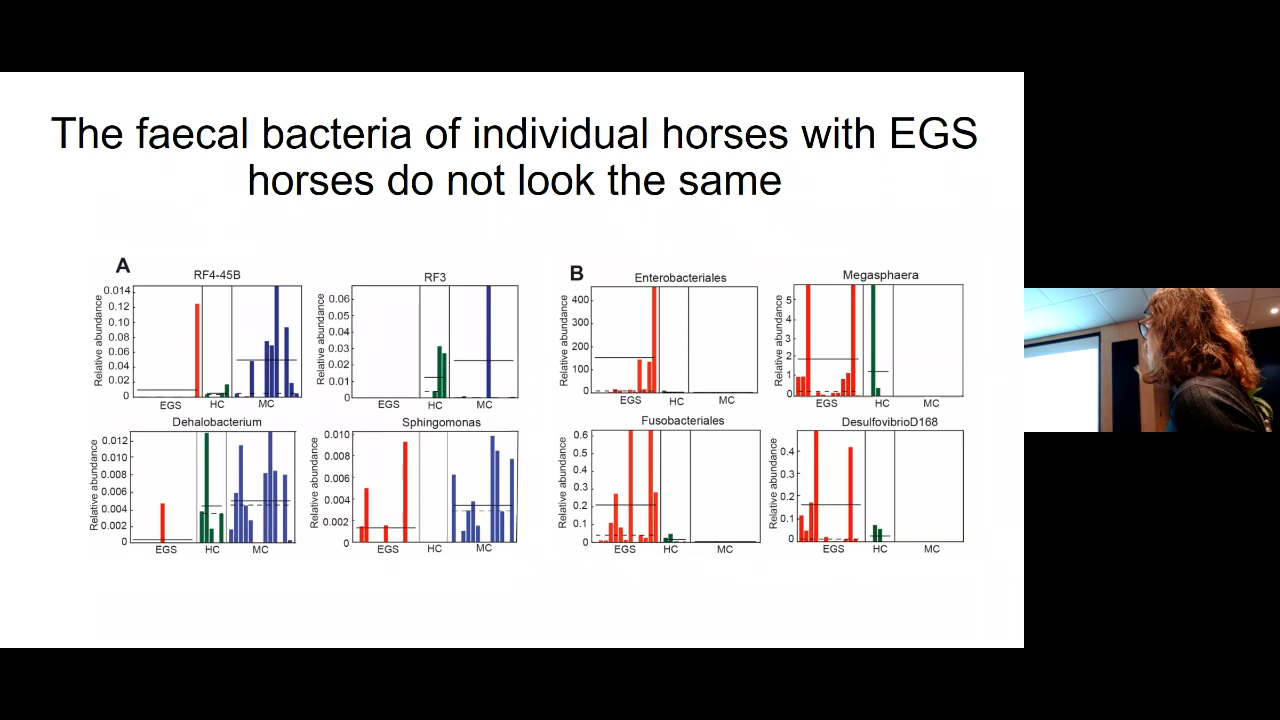 The faecal bacteria of individual horses with EGS
horses do not look the same
A
RF4-45B
Relative abundance
0.014
0.12
0.10
0.08
0.06
0.04
0.02
0
EGS
HC
MC
RF3
Relative abundance
0.06
0.04
0.03
0.02
0.01
0
EGS
HC
MC
Dehalobacterium
Relative abundance
0.012
0.010
0.008
0.006
0.004
0.002
0
EGS
HC
MC
Sphingomonas
Relative abundance
0.010
0.008
0.006
0.004
0.002
0
EGS
HC
MC
B
Enterobacteriales
Relative abundance
400
300
200
100
0
EGS
HC
MC
Megasphaera
Relative abundance
5
4
3
2
1
0
EGS
HC
MC
Fusobacteriales
Relative abundance
0.6
0.5
0.4
0.3
0.2
0.1
0
EGS
HC
MC
DesulfovibrioD168
Relative abundance
0.4
0.3
0.2
0.1
0
EGS
HC
MC